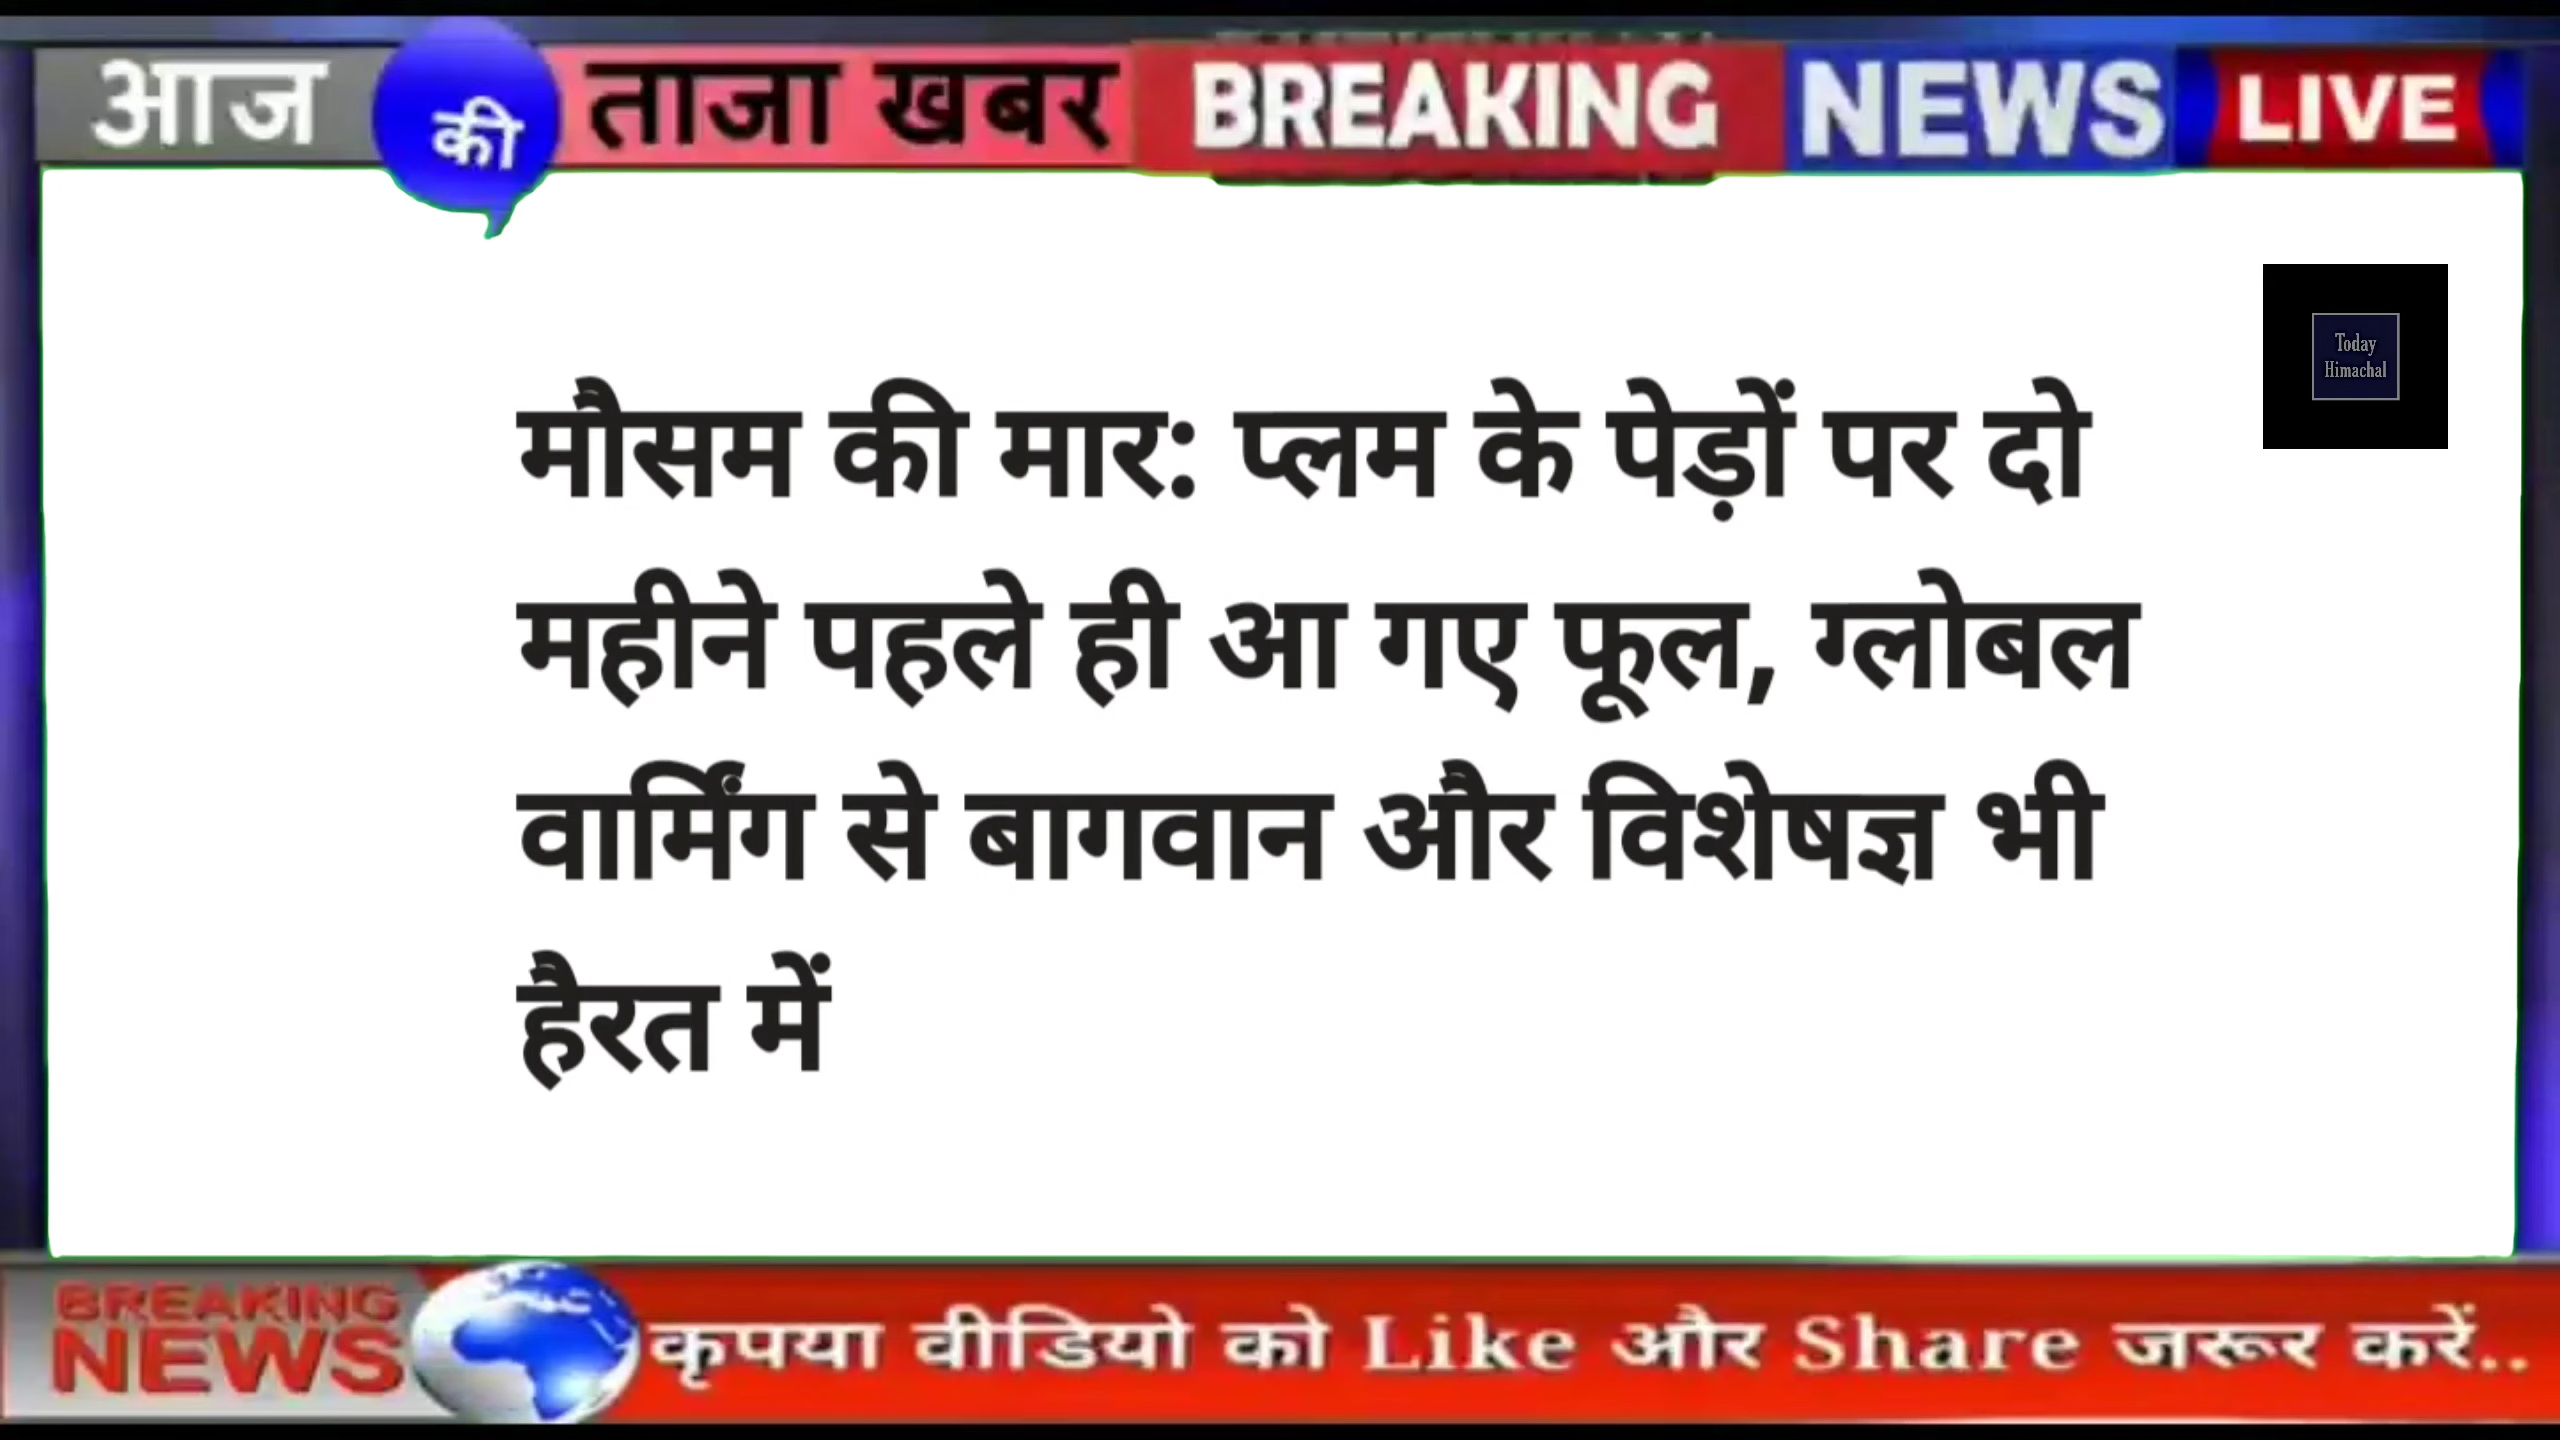 आज की ताजा खबर BREAKING NEWS LIVE
Today
Himachal
मौसम की मार: प्लम के पेड़ों पर दो
महीने पहले ही आ गए फूल, ग्लोबल
वार्मिंग से बागवान और विशेषज्ञ भी
हैरत में
BREAKING
NEWS
कृपया वीडियो को Like और Share जरूर करें..